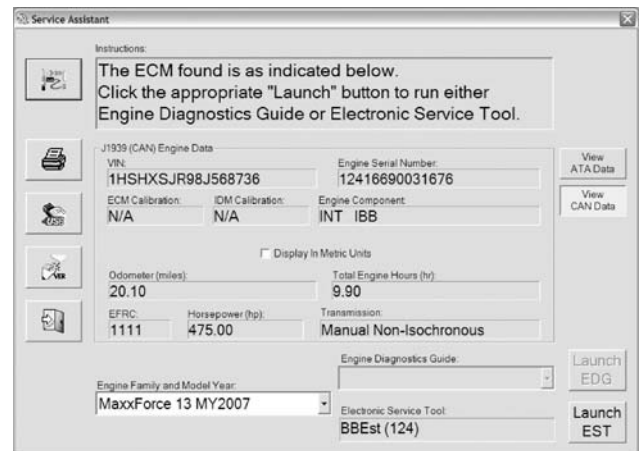 Service Assistant
Instructions:
The ECM found is as indicated below.
Click the appropriate "Launch" button to run either
Engine Diagnostics Guide or Electronic Service Tool.
J1939 (CAN) Engine Data
VIN: Engine Serial Number:
1HSHXSJR98J568736 12416690031676
ECM Calibration: IDM Calibration: Engine Component:
N/A N/A INT IBB
Display In Metric Units
Odometer (miles): Total Engine Hours (hr):
20.10 9.90
EFRC: Horsepower (hp): Transmission:
1111 475.00 Manual Non-Isochronous
View
ATA Data
View
CAN Data
USB
VER
Engine Diagnostics Guide:
Launch
EDG
Engine Family and Model Year:
MaxxForce 13 MY2007
Electronic Service Tool:
BBEst (124)
Launch
EST